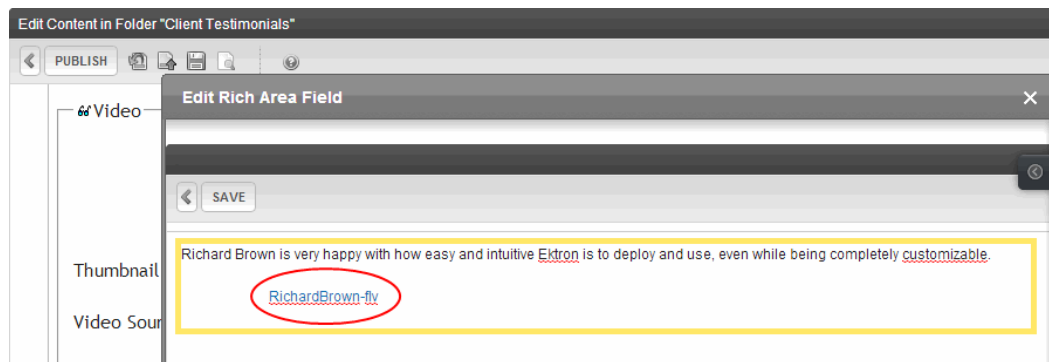 Edit Content in Folder "Client Testimonials"
PUBLISH
Edit Rich Area Field
Video
SAVE
Richard Brown is very happy with how easy and intuitive Ektron is to deploy and use, even while being completely customizable.
Thumbnail
RichardBrown-flv
Video Sour